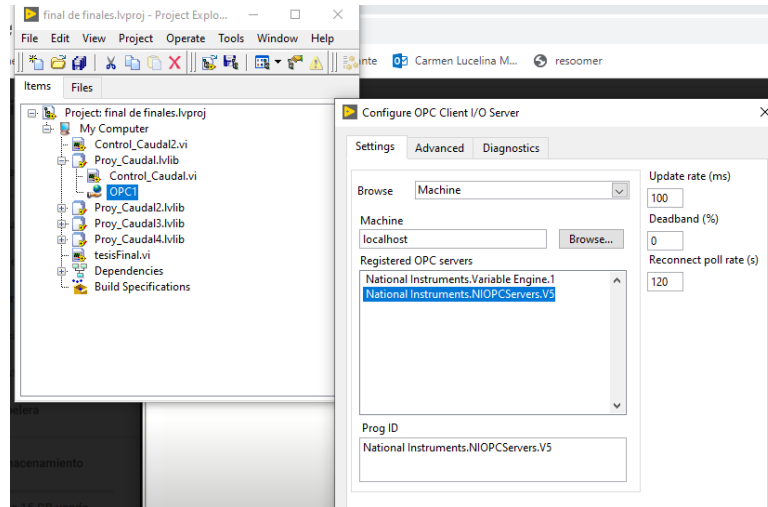 final de finales.lvproj - Project Explo...
File Edit View Project Operate Tools Window Help
Carmen Lucelina M... resoomer
Items Files
Project: final de finales.lvproj
My Computer
Control_Caudal2.vi
Proy_Caudal.lvlib
Control_Caudal.vi
OPC1
Proy_Caudal2.lvlib
Proy_Caudal3.lvlib
Proy_Caudal4.lvlib
tesisFinal.vi
Dependencies
Build Specifications
Configure OPC Client I/O Server
Settings Advanced Diagnostics
Browse Machine
Machine
localhost Browse...
Registered OPC servers
National Instruments.Variable Engine.1
National Instruments.NIOPCServers.V5
Prog ID
National Instruments.NIOPCServers.V5
Update rate (ms)
100
Deadband (%)
0
Reconnect poll rate (s)
120